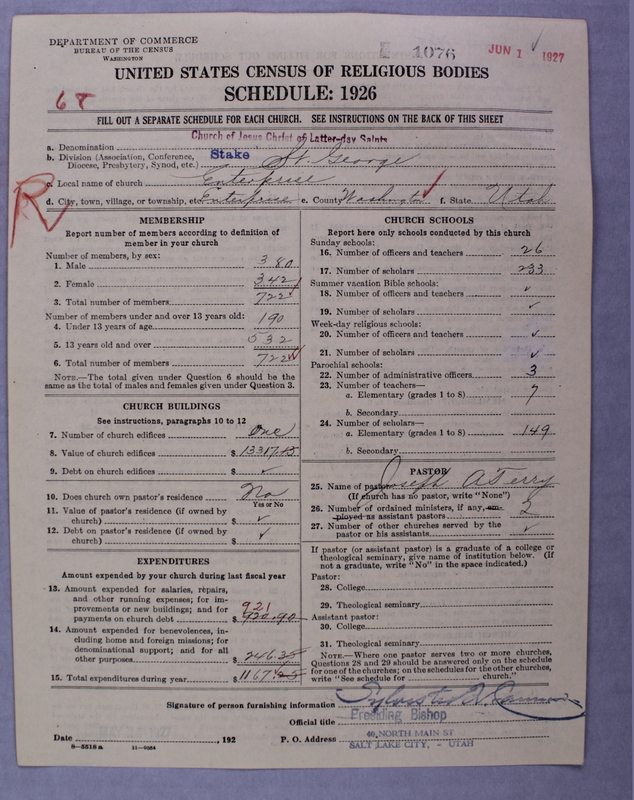 DEPARTMENT OF COMMERCE
BUREAU OF THE CENSUS
WASHINGTON
1076
JUN 1 1927
UNITED STATES CENSUS OF RELIGIOUS BODIES
SCHEDULE: 1926
68
FILL OUT A SEPARATE SCHEDULE FOR EACH CHURCH. SEE INSTRUCTIONS ON THE BACK OF THIS SHEET
a. Denomination Church of Jesus Christ of Latter-day Saints
b. Division (Association, Conference, Diocese, Presbytery, Synod, etc.) Stake St. George
R
c. Local name of church Enterprise
d. City, town, village, or township, etc. Enterprise e. County Washington f. State Utah
MEMBERSHIP
Report number of members according to definition of
member in your church
Number of members, by sex:
1. Male 380
2. Female 342
3. Total number of members 722
Number of members under and over 13 years old:
4. Under 13 years of age 190
5. 13 years old and over 532
6. Total number of members 722
NOTE.—The total given under Question 6 should be the
same as the total of males and females given under Question 3.
CHURCH BUILDINGS
See instructions, paragraphs 10 to 12
7. Number of church edifices One
8. Value of church edifices $
9. Debt on church edifices $ ✓
10. Does church own pastor's residence No
Yes or No
11. Value of pastor's residence (if owned by
church) $ ✓
12. Debt on pastor's residence (if owned by
church) $ ✓
EXPENDITURES
Amount expended by your church during last fiscal year
13. Amount expended for salaries, repairs,
and other running expenses; for im-
provements or new buildings; and for
921
payments on church debt $ 920.90
14. Amount expended for benevolences, in-
cluding home and foreign missions; for
denominational support; and for all
other purposes $ 246.35
15. Total expenditures during year $ 1167.25
CHURCH SCHOOLS
Report here only schools conducted by this church
Sunday schools:
16. Number of officers and teachers 26
17. Number of scholars 233
Summer vacation Bible schools:
18. Number of officers and teachers ✓
19. Number of scholars ✓
Week-day religious schools:
20. Number of officers and teachers ✓
21. Number of scholars ✓
Parochial schools:
22. Number of administrative officers 3
23. Number of teachers—
a. Elementary (grades 1 to 8) 7
b. Secondary
24. Number of scholars—
a. Elementary (grades 1 to 8) 149
b. Secondary
PASTOR
25. Name of pastor Joseph A Terry
(If church has no pastor, write "None")
26. Number of ordained ministers, if any, em-
ployed as assistant pastors 2
27. Number of other churches served by the
pastor or his assistants ✓
If pastor (or assistant pastor) is a graduate of a college or
theological seminary, give name of institution below. (If
not a graduate, write "No" in the space indicated.)
Pastor:
28. College
29. Theological seminary
Assistant pastor:
30. College
31. Theological seminary
NOTE.—Where one pastor serves two or more churches,
Questions 28 and 29 should be answered only on the schedule
for one of the churches; on the schedules for the other churches,
write "See schedule for church."
Signature of person furnishing information Sylvester Q. Cannon
Official title Presiding Bishop
Date , 192 P. O. Address 40 NORTH MAIN ST
SALT LAKE CITY, - UTAH
8—5518a 11—9064